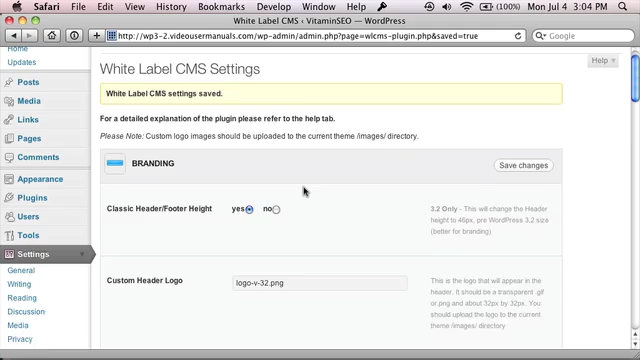 Safari File Edit View History Bookmarks Develop Window Help (100%) Mon Jul 4 3:04 PM
White Label CMS ‹ VitaminSEO — WordPress
http://wp3-2.videousermanuals.com/wp-admin/admin.php?page=wlcms-plugin.php&saved=true
Google
Home
Updates
Posts
Media
Links
Pages
Comments
Appearance
Plugins
Users
Tools
Settings
General
Writing
Reading
Discussion
Media
Privacy
Help
White Label CMS Settings
White Label CMS settings saved.
For a detailed explanation of the plugin please refer to the help tab.
Please Note: Custom logo images should be uploaded to the current theme /images/ directory.
BRANDING
Save changes
Classic Header/Footer Height
yes no
3.2 Only - This will change the Header
height to 46px, pre WordPress 3.2 size
(better for branding)
Custom Header Logo
logo-v-32.png
This is the logo that will appear in the
header. It should be a transparent .gif
or.png and about 32px by 32px. You
should upload the logo to the current
theme /images/ directory